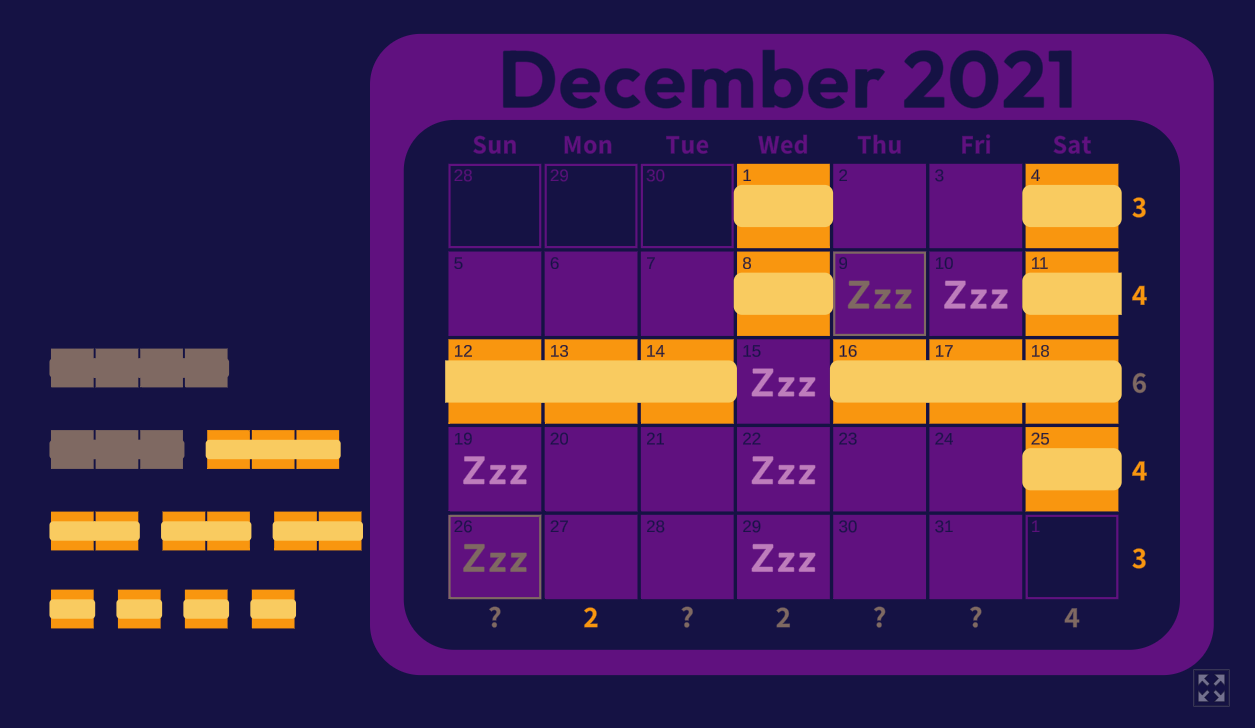 December 2021
Sun Mon Tue Wed Thu Fri Sat
28 29 30 1 2 3 4
3
5 6 7 8 9 10 11
Zzz Zzz
4
12 13 14 15 16 17 18
Zzz
6
19 20 21 22 23 24 25
Zzz Zzz
4
26 27 28 29 30 31 1
Zzz Zzz
3
? 2 ? 2 ? ? 4